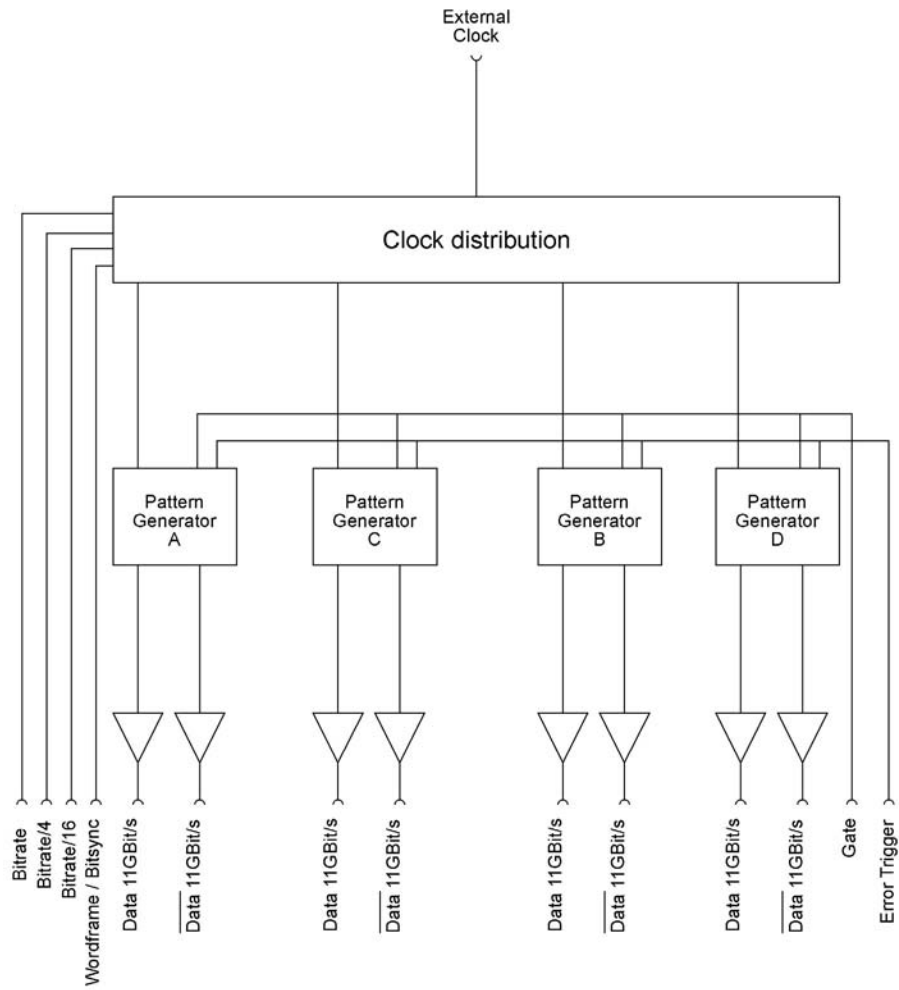 External
Clock
Clock distribution
Pattern
Generator
A
Pattern
Generator
C
Pattern
Generator
B
Pattern
Generator
D
Bitrate
Bitrate/4
Bitrate/16
Wordframe / Bitsync
Data 11GBit/s
Data 11GBit/s
Data 11GBit/s
Data 11GBit/s
Data 11GBit/s
Data 11GBit/s
Data 11GBit/s
Data 11GBit/s
Gate
Error Trigger